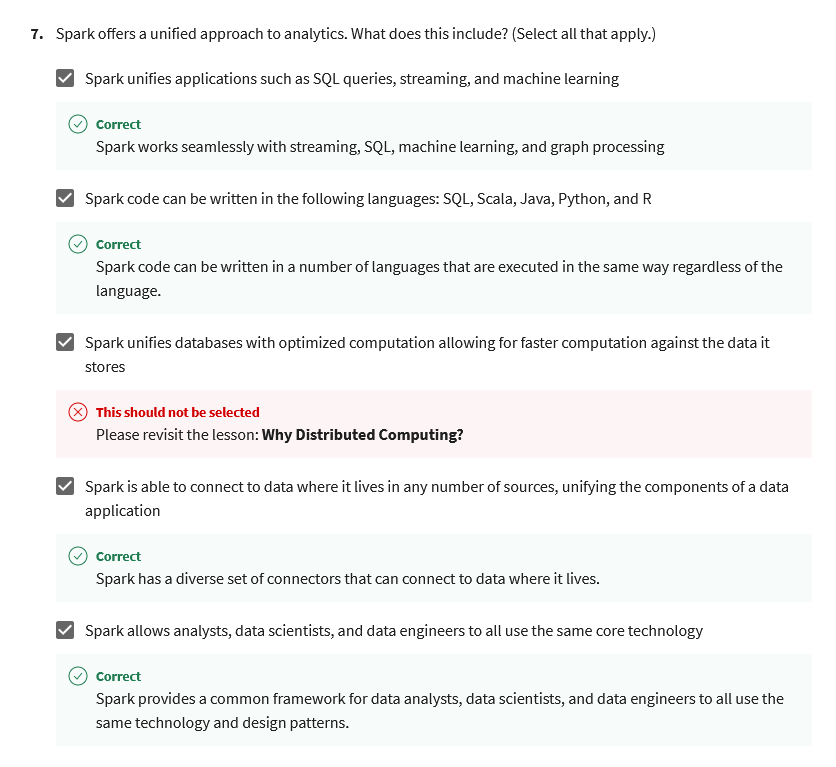 7. Spark offers a unified approach to analytics. What does this include? (Select all that apply.)
Spark unifies applications such as SQL queries, streaming, and machine learning
Correct
Spark works seamlessly with streaming, SQL, machine learning, and graph processing
Spark code can be written in the following languages: SQL, Scala, Java, Python, and R
Correct
Spark code can be written in a number of languages that are executed in the same way regardless of the
language.
Spark unifies databases with optimized computation allowing for faster computation against the data it
stores
This should not be selected
Please revisit the lesson: Why Distributed Computing?
Spark is able to connect to data where it lives in any number of sources, unifying the components of a data
application
Correct
Spark has a diverse set of connectors that can connect to data where it lives.
Spark allows analysts, data scientists, and data engineers to all use the same core technology
Correct
Spark provides a common framework for data analysts, data scientists, and data engineers to all use the
same technology and design patterns.